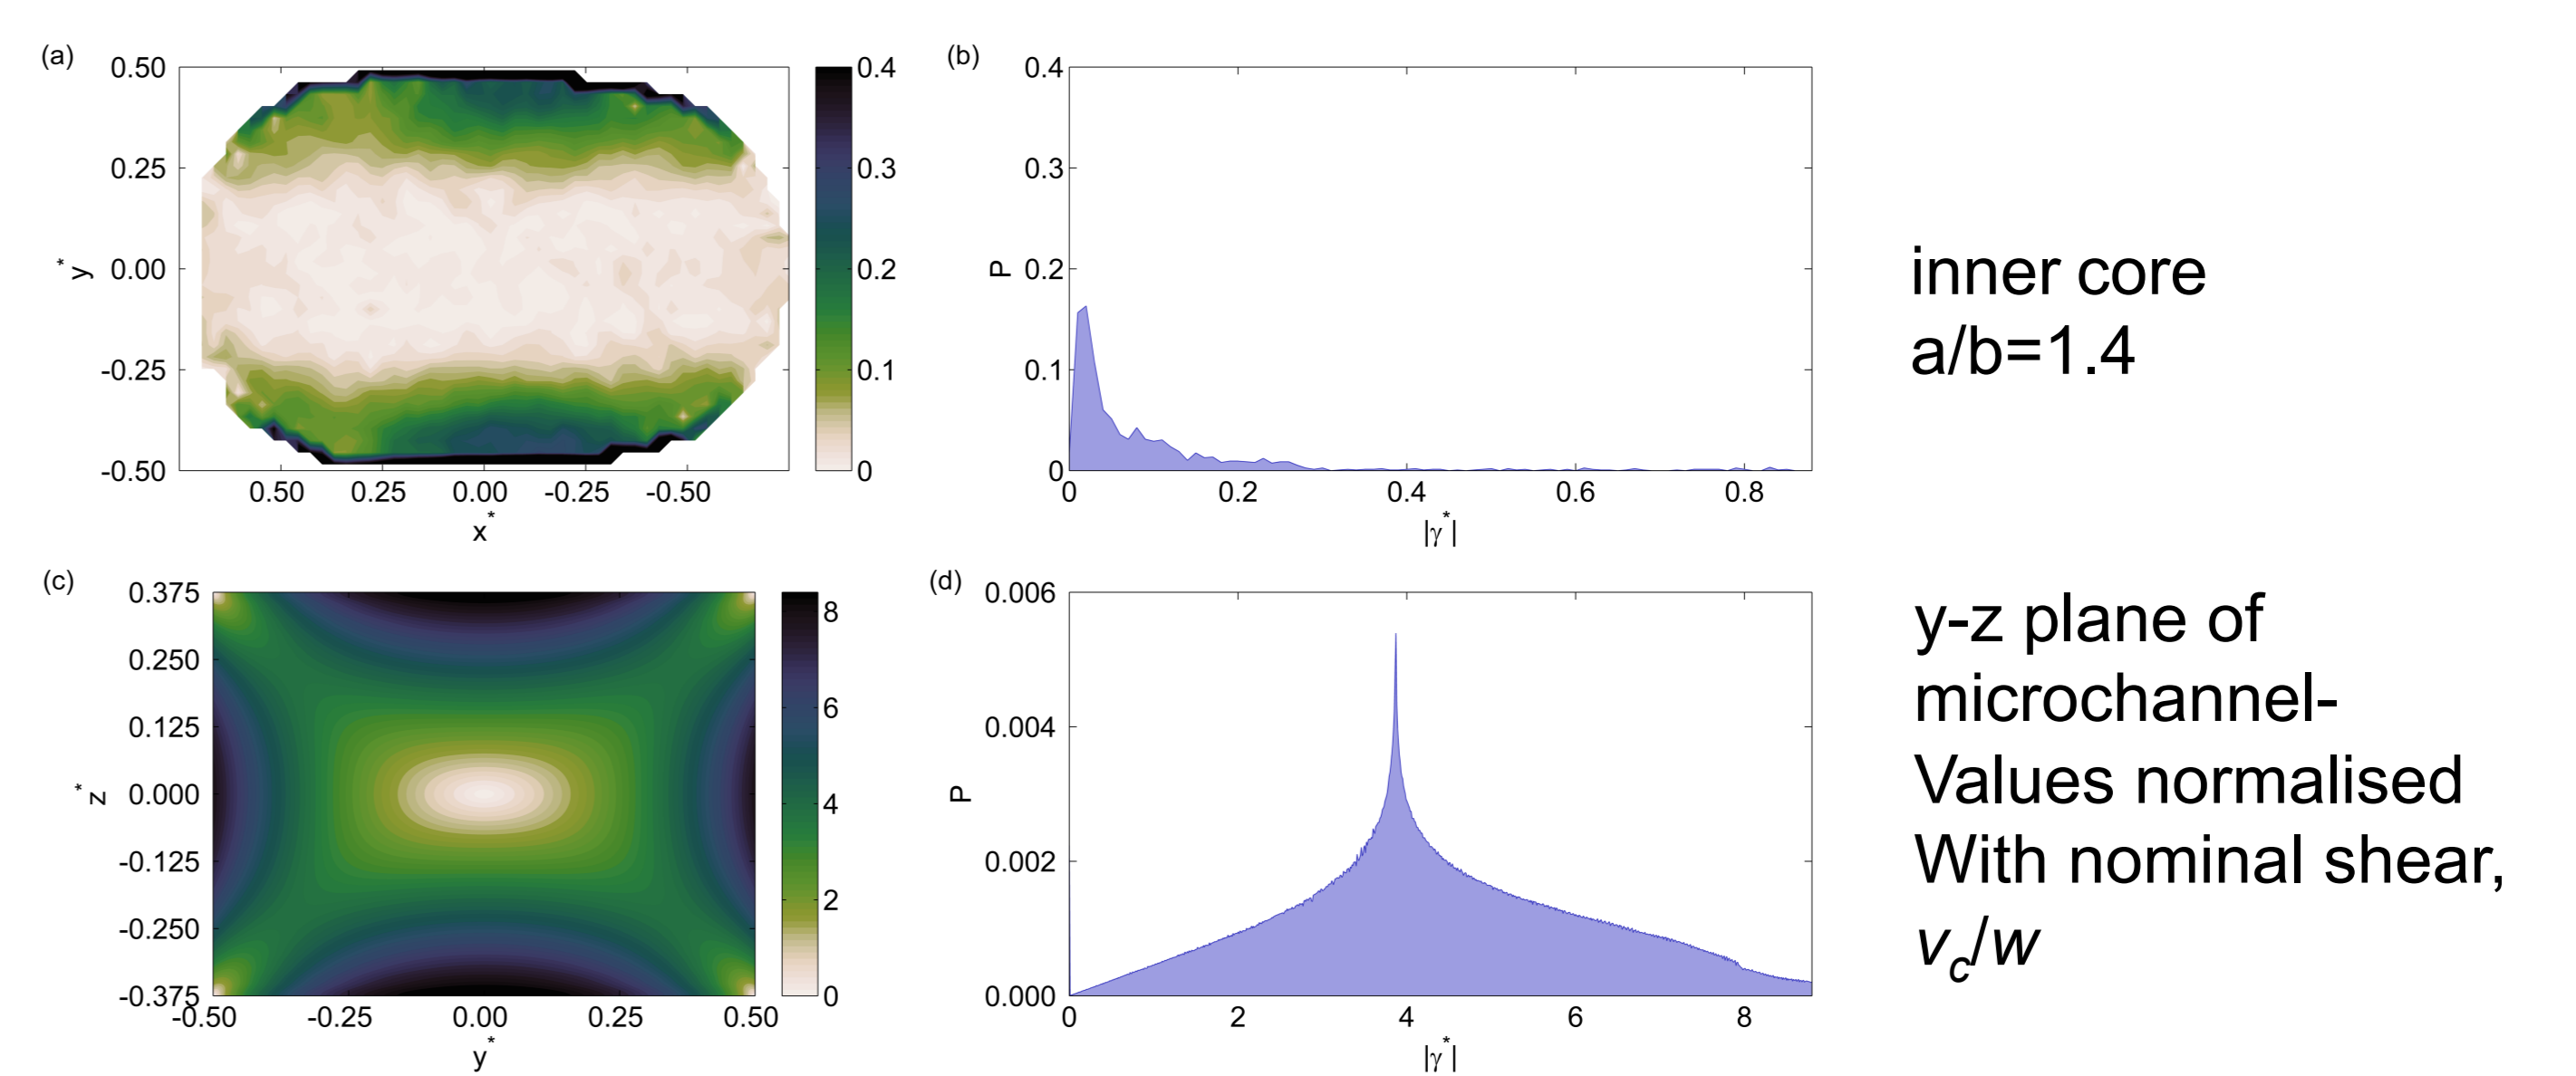 (a)
0.50
0.25
0.00
-0.25
-0.50
y*
0.50 0.25 0.00 -0.25 -0.50
x*
0.4
0.3
0.2
0.1
0
(b)
0.4
0.3
0.2
0.1
0
P
0 0.2 0.4 0.6 0.8
|γ*|
inner core
a/b=1.4
(c)
0.375
0.250
0.125
0.000
-0.125
-0.250
-0.375
z*
-0.50 -0.25 0.00 0.25 0.50
y*
8
6
4
2
0
(d)
0.006
0.004
0.002
0.000
P
0 2 4 6 8
|γ*|
y-z plane of
microchannel-
Values normalised
With nominal shear,
vc/w